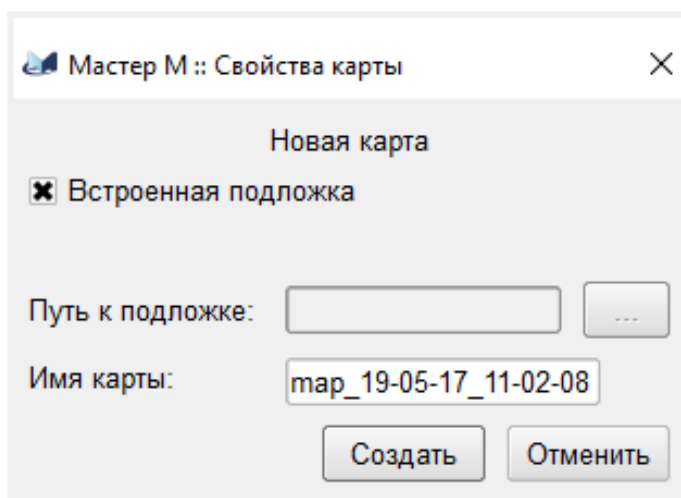 Мастер М :: Свойства карты
Новая карта
Встроенная подложка
Путь к подложке: ...
Имя карты: map_19-05-17_11-02-08
Создать Отменить